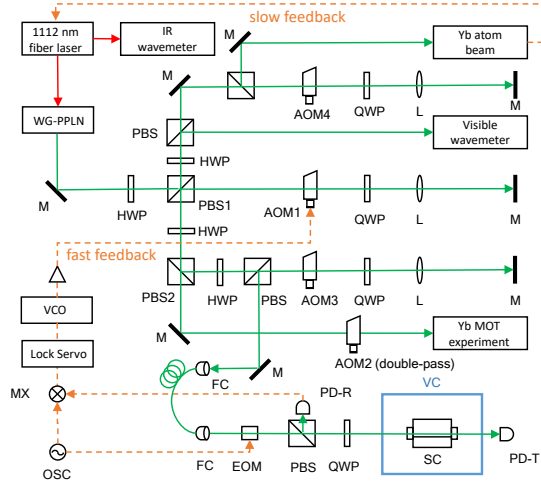 slow feedback
1112 nm
fiber laser
IR
wavemeter
M
Yb atom
beam
AOM4
QWP
L
M
WG-PPLN
PBS
Visible
wavemeter
HWP
M
HWP
PBS1
AOM1
QWP
L
M
HWP
fast feedback
PBS2
HWP
PBS
AOM3
QWP
L
M
VCO
M
AOM2 (double-pass)
Yb MOT
experiment
Lock Servo
FC
M
MX
PD-R
VC
OSC
FC
EOM
PBS
QWP
SC
PD-T